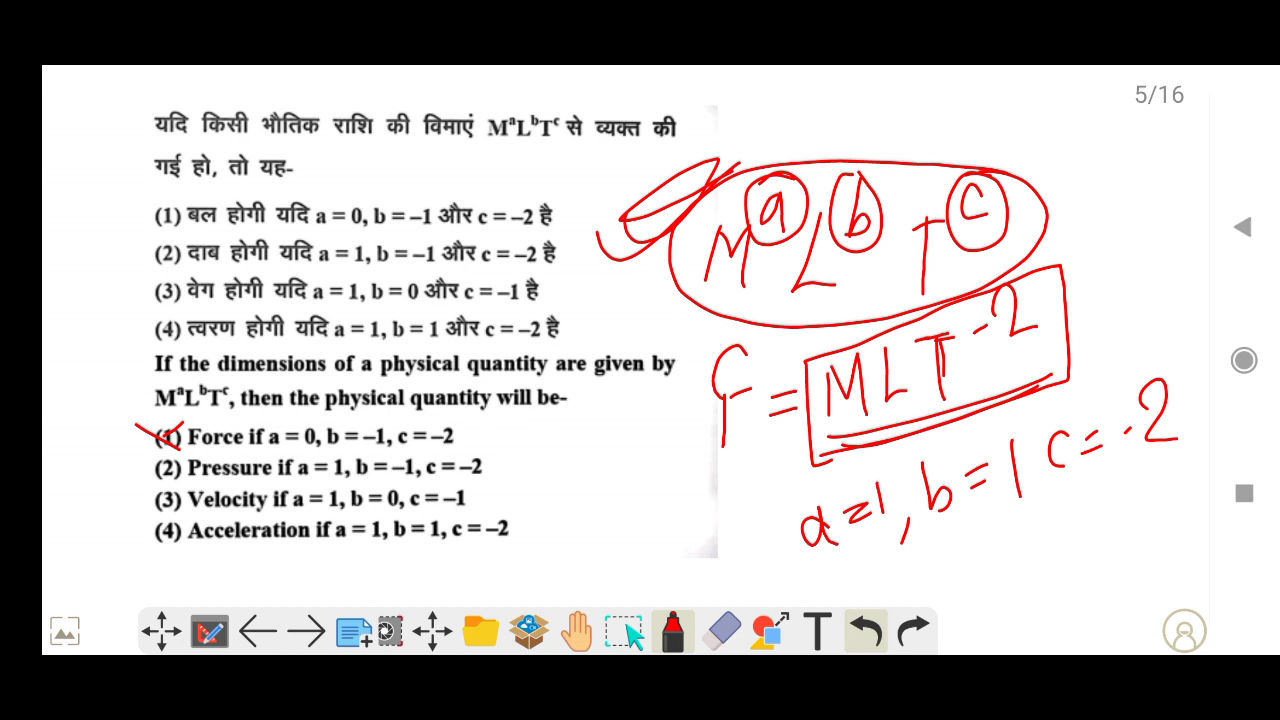 5/16
यदि किसी भौतिक राशि की विमाएं MᵃLᵇTᶜ से व्यक्त की
गई हो, तो यह-
(1) बल होगी यदि a = 0, b = –1 और c = –2 है
(2) दाब होगी यदि a = 1, b = –1 और c = –2 है
(3) वेग होगी यदि a = 1, b = 0 और c = –1 है
(4) त्वरण होगी यदि a = 1, b = 1 और c = –2 है
If the dimensions of a physical quantity are given by
MᵃLᵇTᶜ, then the physical quantity will be-
(1) Force if a = 0, b = –1, c = –2
(2) Pressure if a = 1, b = –1, c = –2
(3) Velocity if a = 1, b = 0, c = –1
(4) Acceleration if a = 1, b = 1, c = –2
Mᵃ Lᵇ Tᶜ
F = MLT⁻²
a=1, b=1 c=-2
T